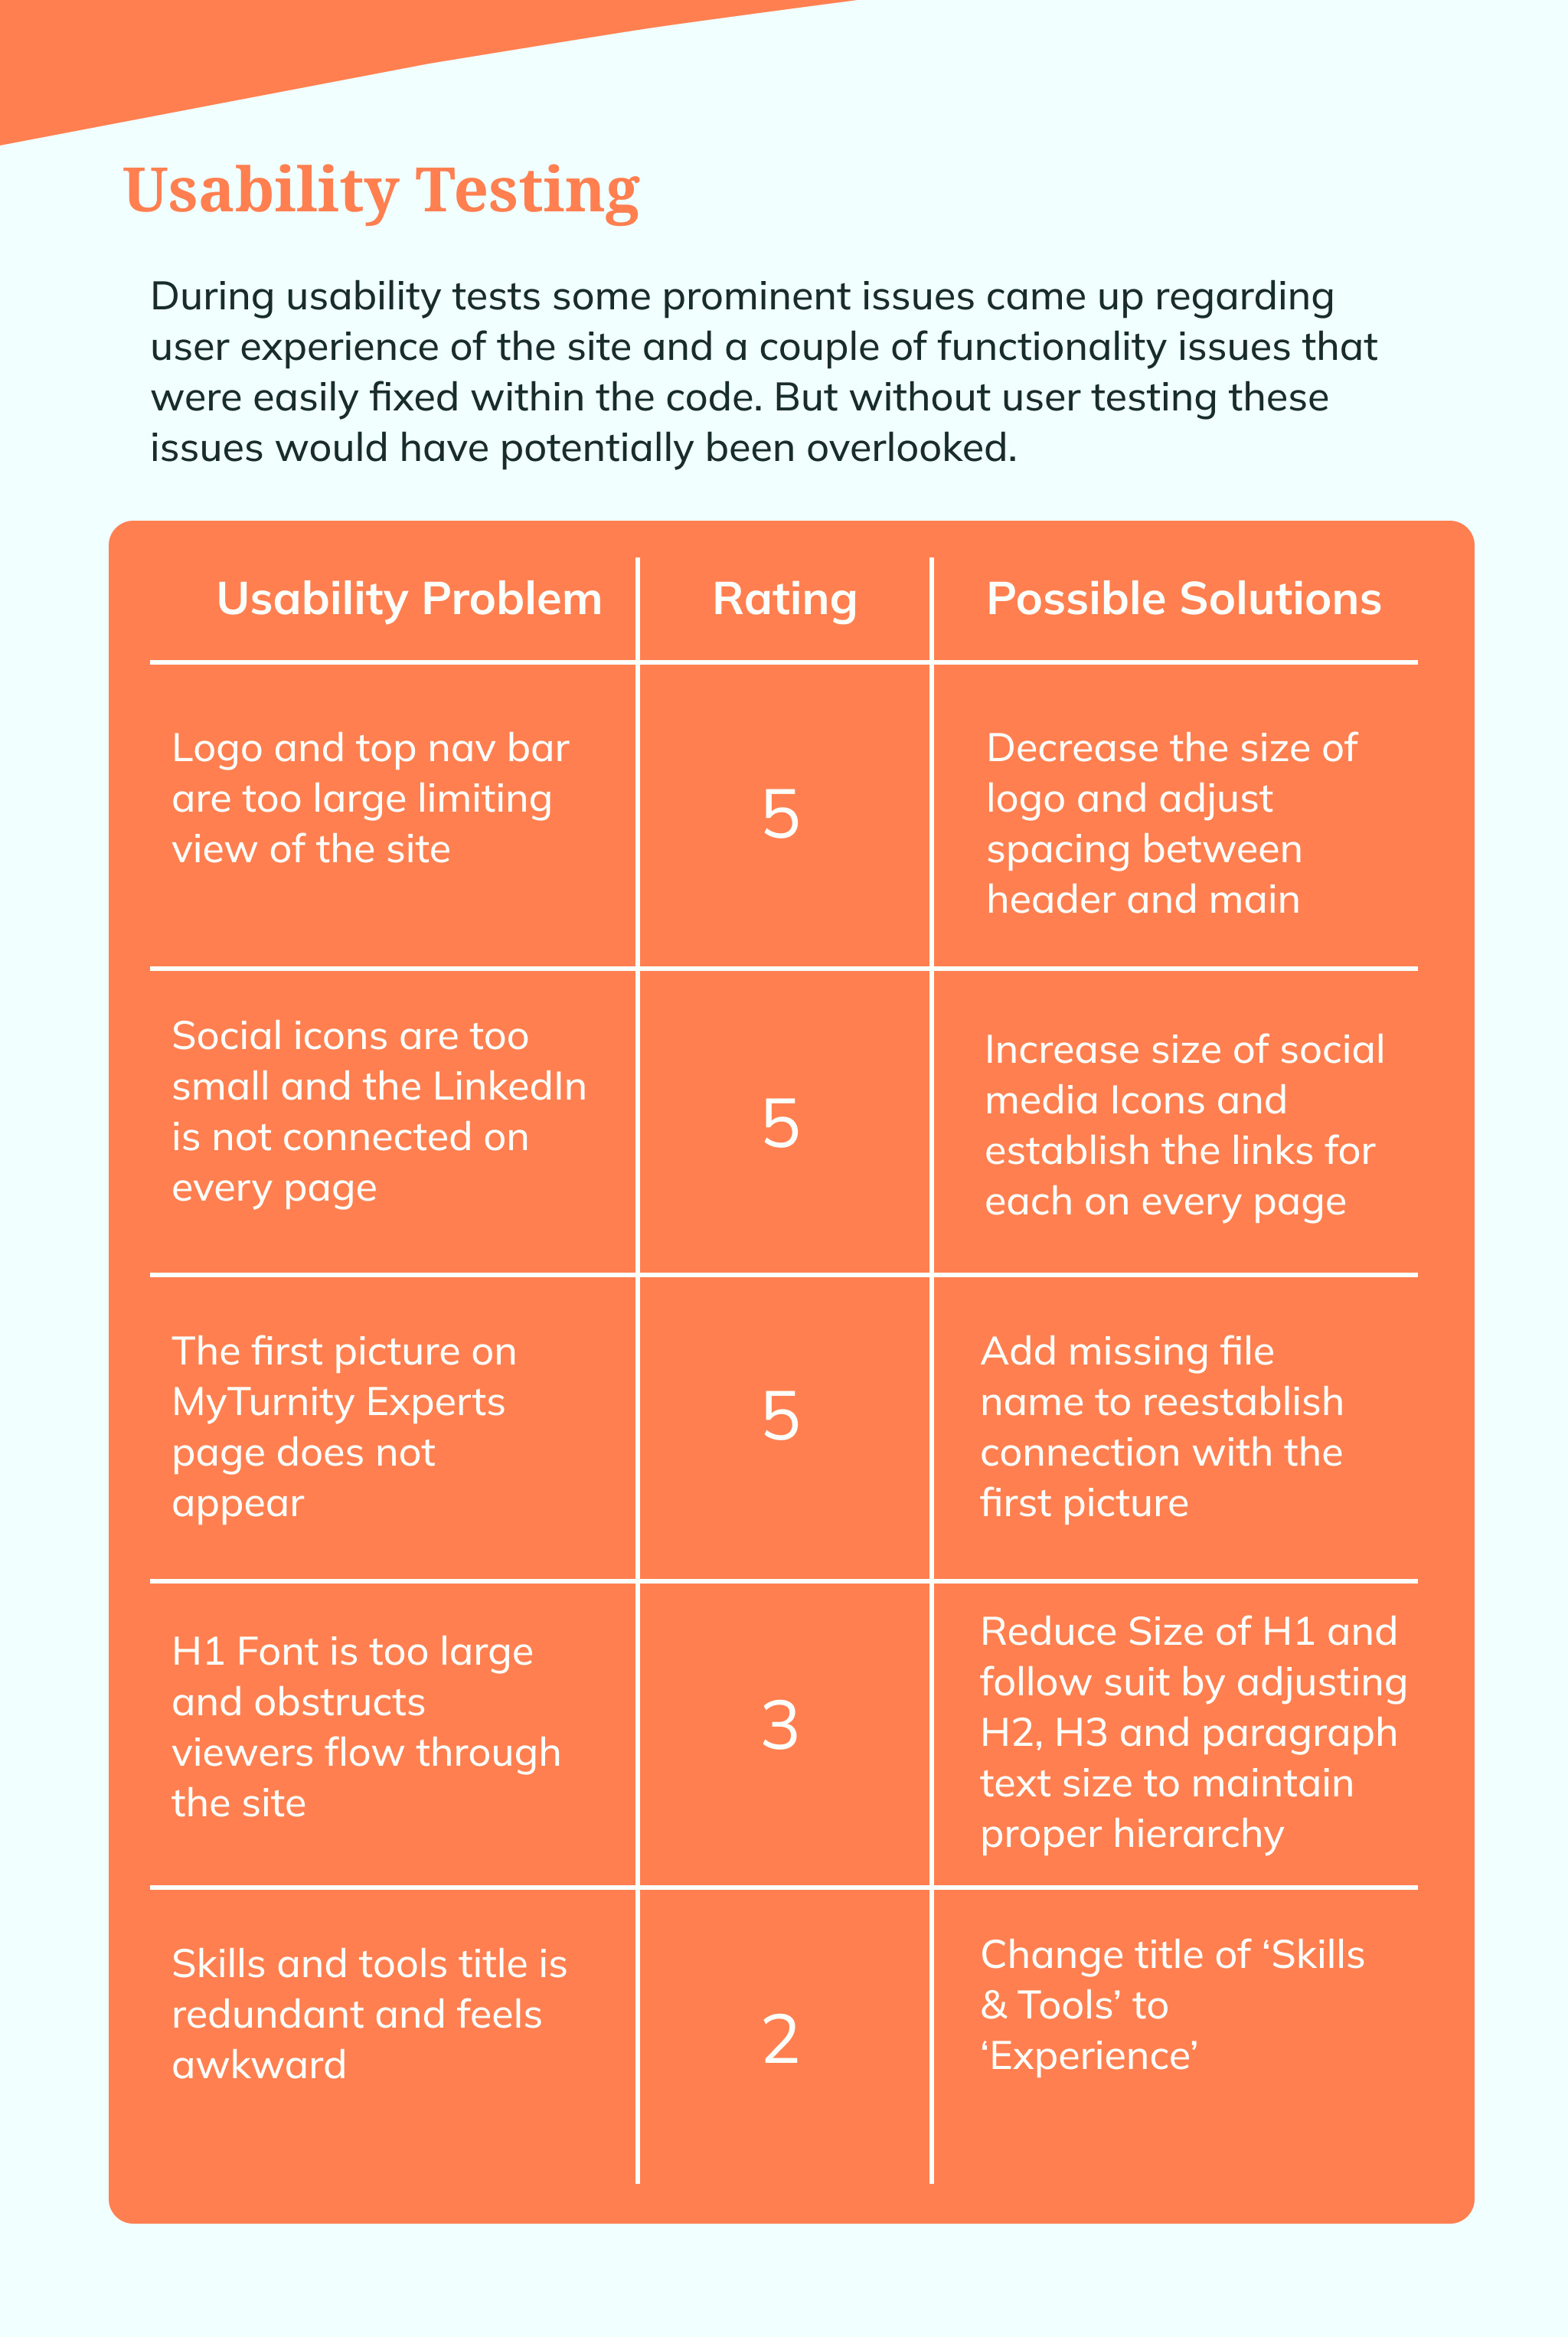 Usability Testing
During usability tests some prominent issues came up regarding
user experience of the site and a couple of functionality issues that
were easily fixed within the code. But without user testing these
issues would have potentially been overlooked.
Usability Problem
Rating
Possible Solutions
Logo and top nav bar
are too large limiting
view of the site
5
Decrease the size of
logo and adjust
spacing between
header and main
Social icons are too
small and the LinkedIn
is not connected on
every page
5
Increase size of social
media Icons and
establish the links for
each on every page
The first picture on
MyTurnity Experts
page does not
appear
5
Add missing file
name to reestablish
connection with the
first picture
H1 Font is too large
and obstructs
viewers flow through
the site
3
Reduce Size of H1 and
follow suit by adjusting
H2, H3 and paragraph
text size to maintain
proper hierarchy
Skills and tools title is
redundant and feels
awkward
2
Change title of ‘Skills
& Tools’ to
‘Experience’